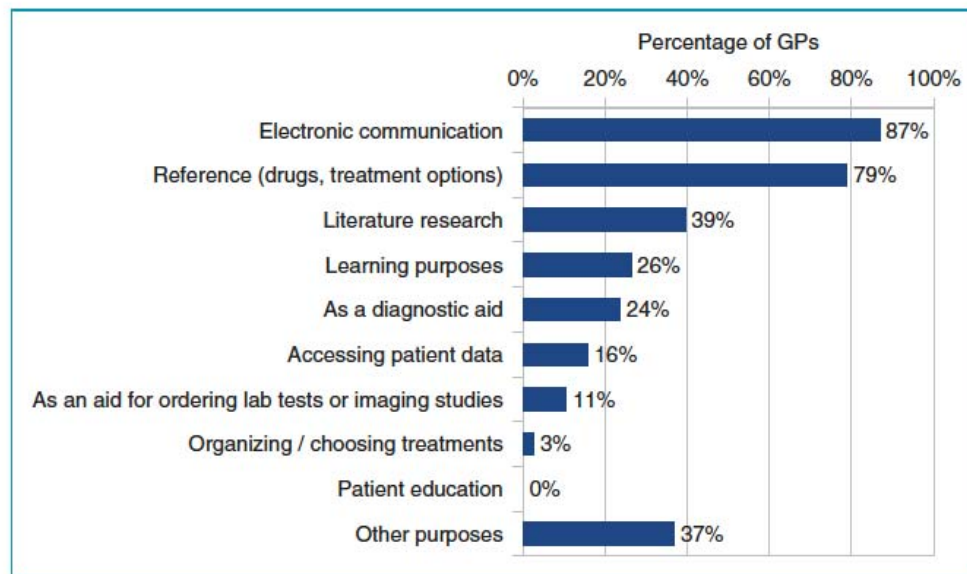 Percentage of GPs
0% 20% 40% 60% 80% 100%
Electronic communication 87%
Reference (drugs, treatment options) 79%
Literature research 39%
Learning purposes 26%
As a diagnostic aid 24%
Accessing patient data 16%
As an aid for ordering lab tests or imaging studies 11%
Organizing / choosing treatments 3%
Patient education 0%
Other purposes 37%